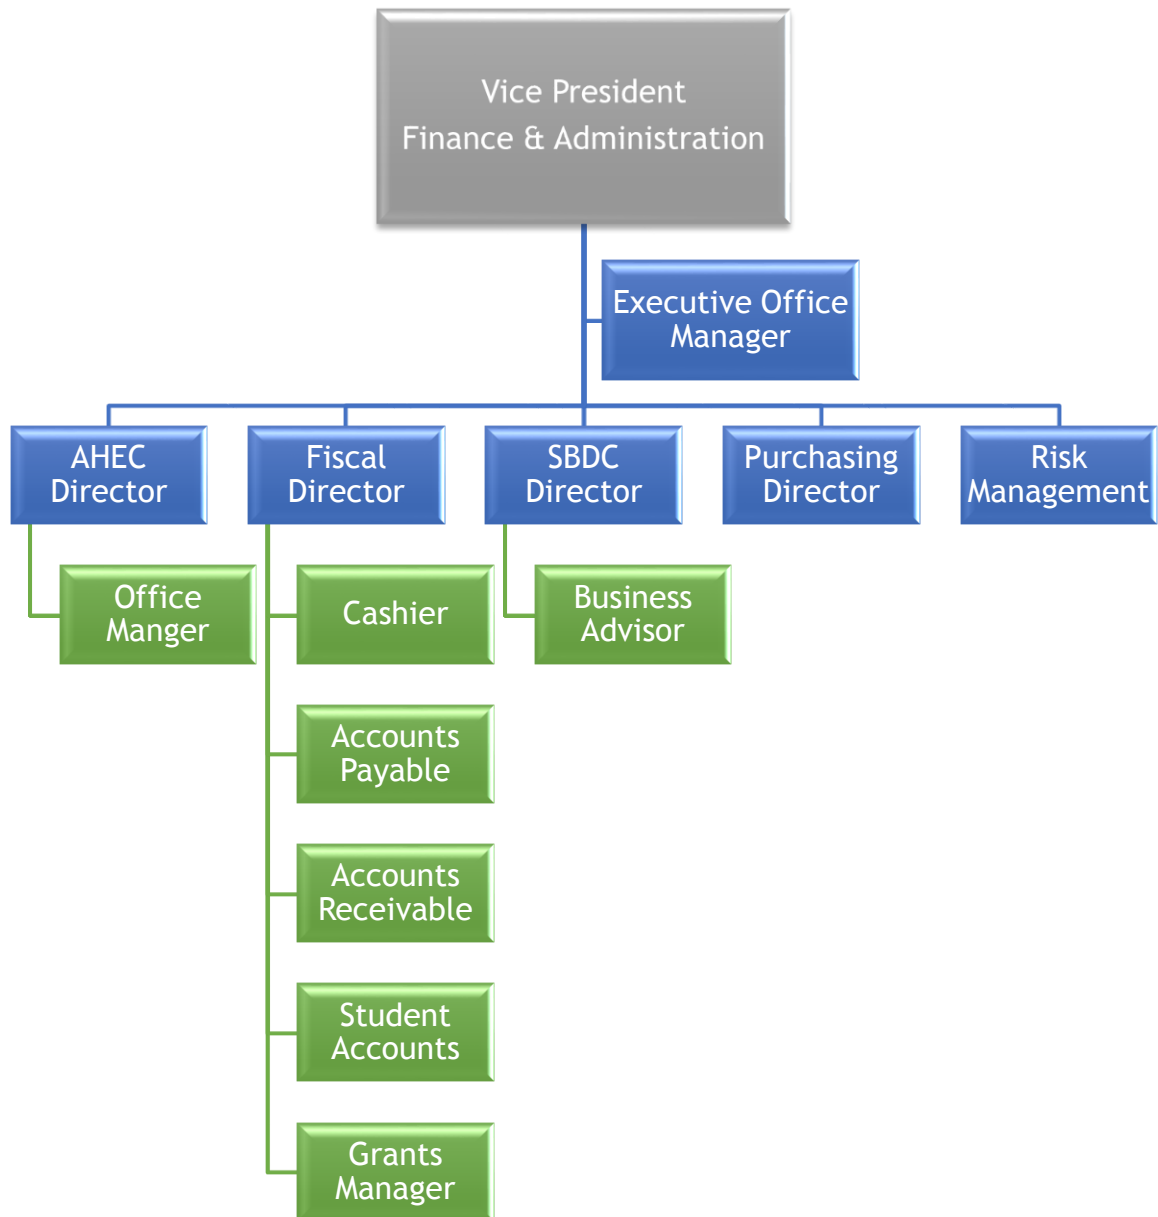 Vice President
Finance & Administration
Executive Office
Manager
AHEC
Director
Fiscal
Director
SBDC
Director
Purchasing
Director
Risk
Management
Office
Manger
Cashier
Business
Advisor
Accounts
Payable
Accounts
Receivable
Student
Accounts
Grants
Manager